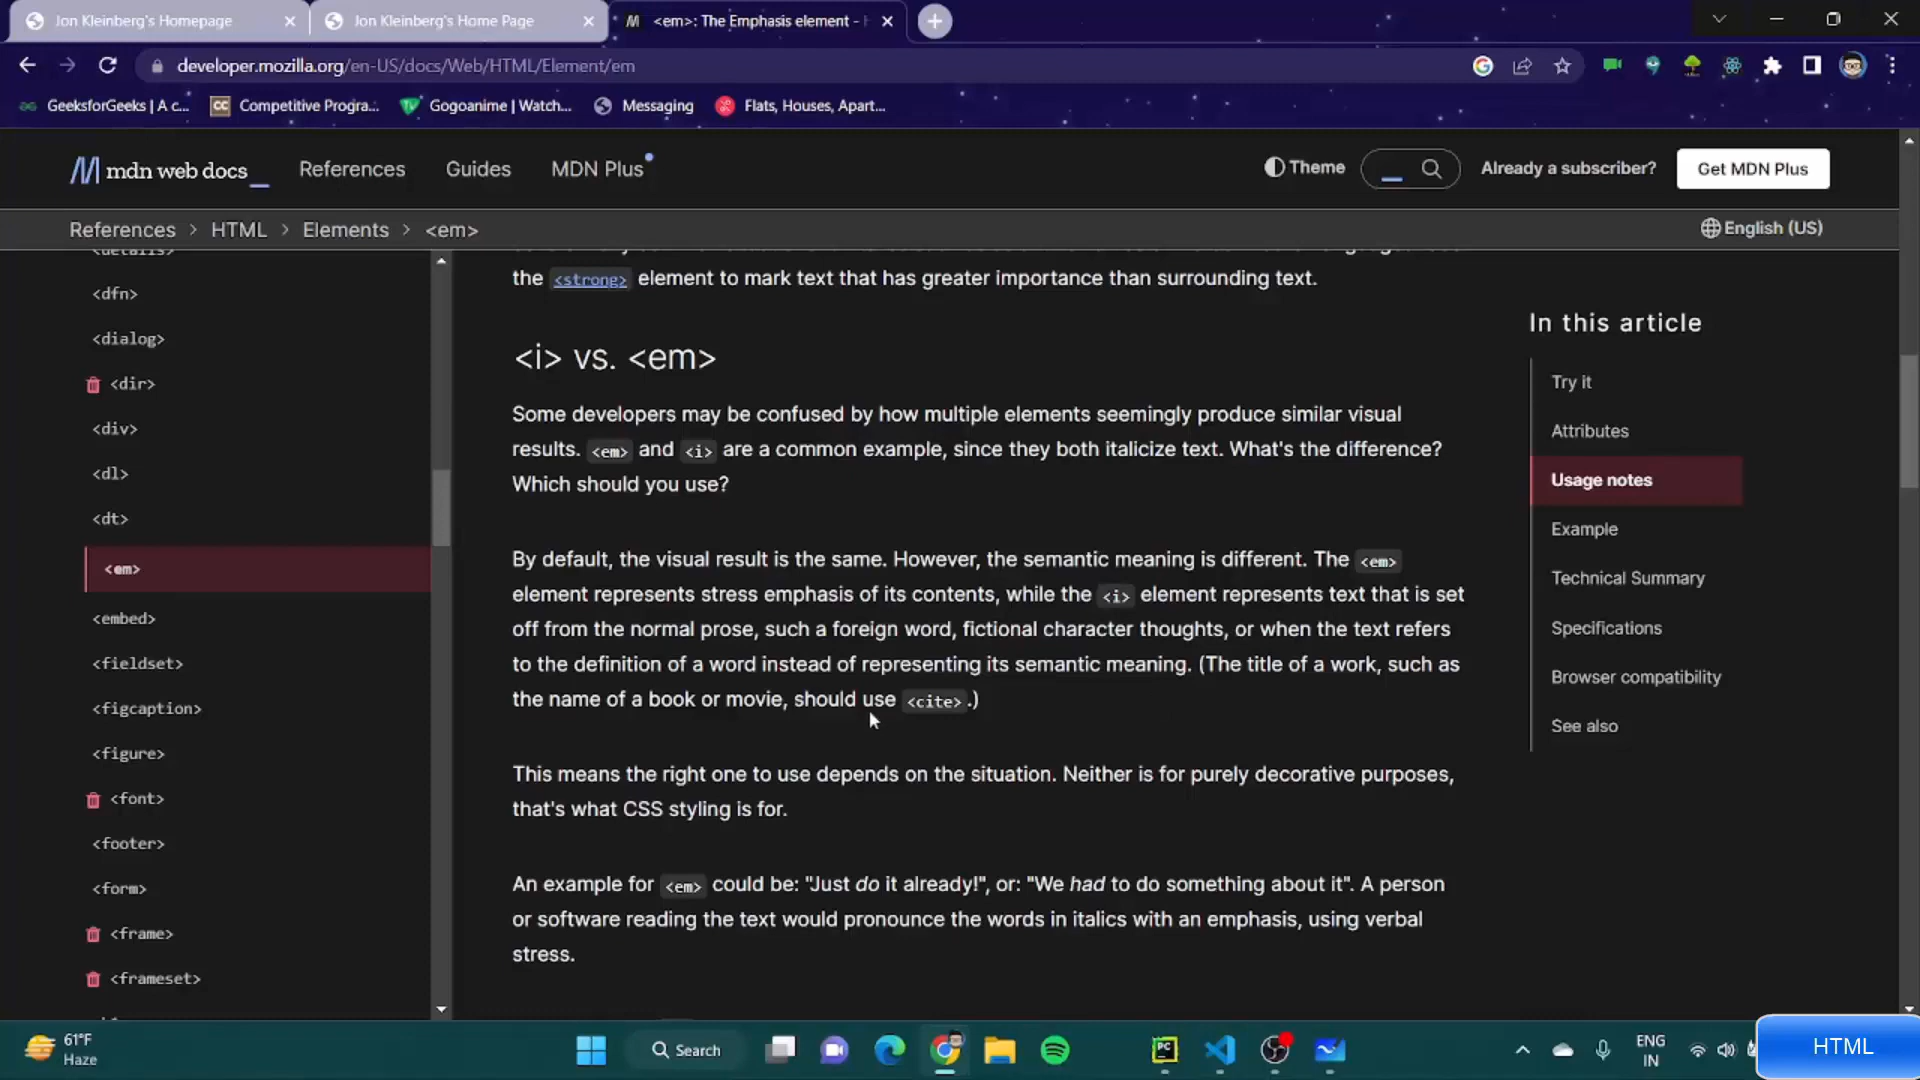 Jon Kleinberg's Homepage
Jon Kleinberg's Home Page
<em>: The Emphasis element -
developer.mozilla.org/en-US/docs/Web/HTML/Element/em
GeeksforGeeks | A c...
CC Competitive Progra...
Gogoanime | Watch...
Messaging
Flats, Houses, Apart...
mdn web docs_
References
Guides
MDN Plus
Theme
Already a subscriber?
Get MDN Plus
References > HTML > Elements > <em>
English (US)
<details>
<dfn>
<dialog>
<dir>
<div>
<dl>
<dt>
<em>
<embed>
<fieldset>
<figcaption>
<figure>
<font>
<footer>
<form>
<frame>
<frameset>
the <strong> element to mark text that has greater importance than surrounding text.
<i> vs. <em>
Some developers may be confused by how multiple elements seemingly produce similar visual
results. <em> and <i> are a common example, since they both italicize text. What's the difference?
Which should you use?
By default, the visual result is the same. However, the semantic meaning is different. The <em>
element represents stress emphasis of its contents, while the <i> element represents text that is set
off from the normal prose, such a foreign word, fictional character thoughts, or when the text refers
to the definition of a word instead of representing its semantic meaning. (The title of a work, such as
the name of a book or movie, should use <cite>.)
This means the right one to use depends on the situation. Neither is for purely decorative purposes,
that's what CSS styling is for.
An example for <em> could be: "Just do it already!", or: "We had to do something about it". A person
or software reading the text would pronounce the words in italics with an emphasis, using verbal
stress.
In this article
Try it
Attributes
Usage notes
Example
Technical Summary
Specifications
Browser compatibility
See also
61°F
Haze
Search
PC
ENG
IN
HTML